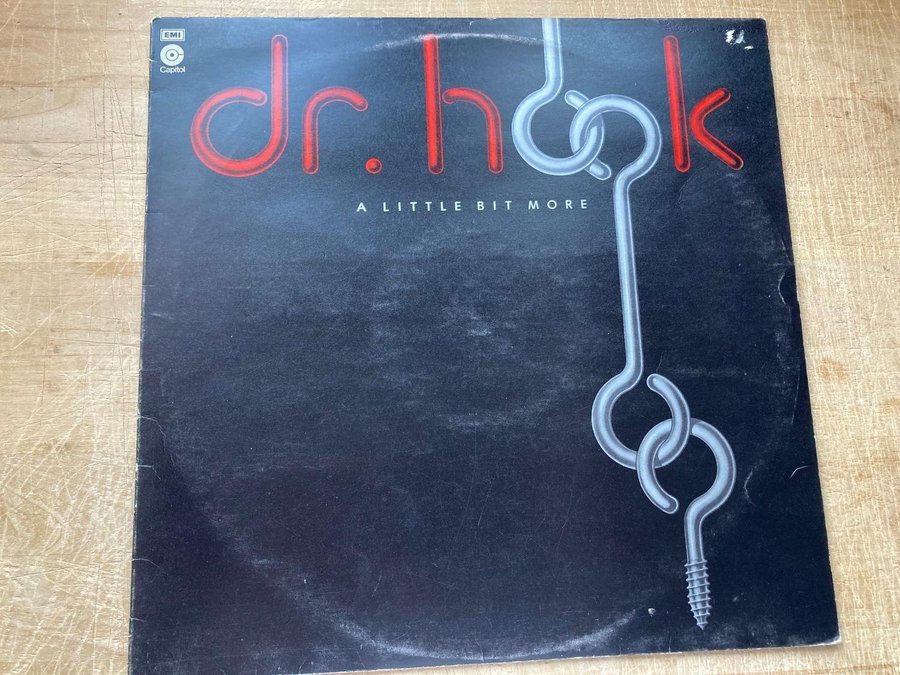 EMI
Capitol
dr. hook
A LITTLE BIT MORE